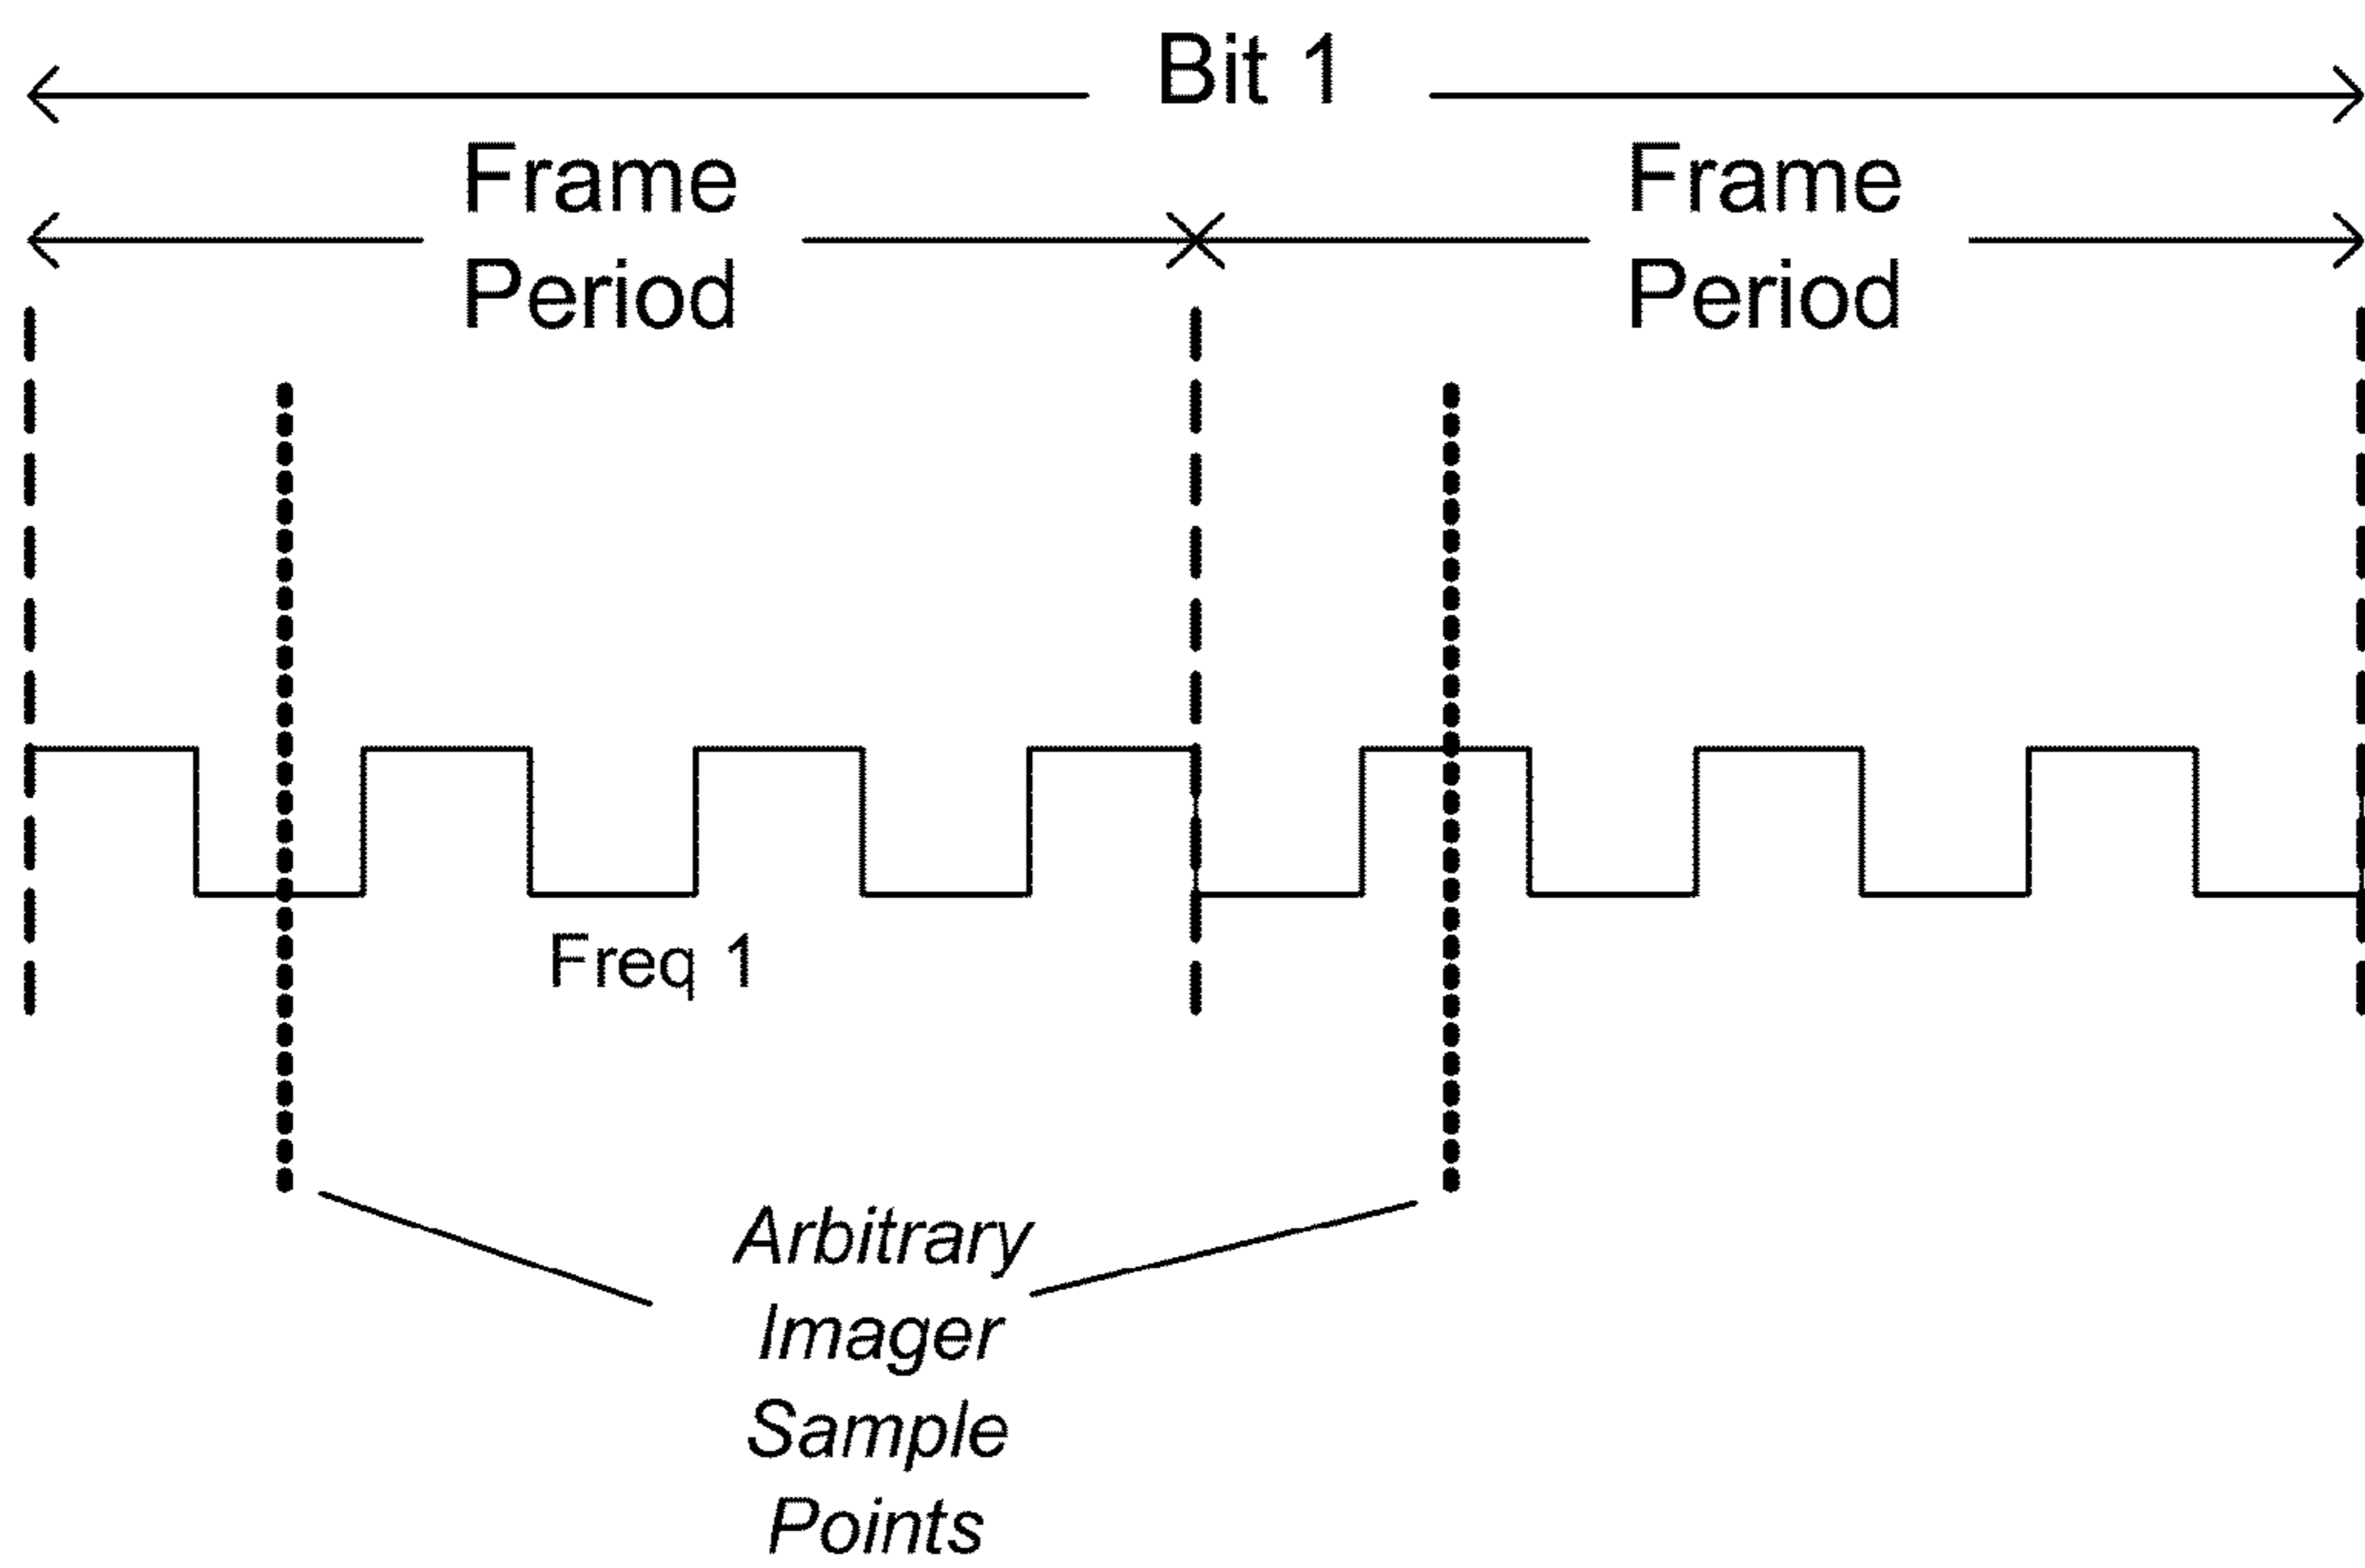 Bit 1
Frame
Period
Frame
Period
Freq 1
Arbitrary
Imager
Sample
Points